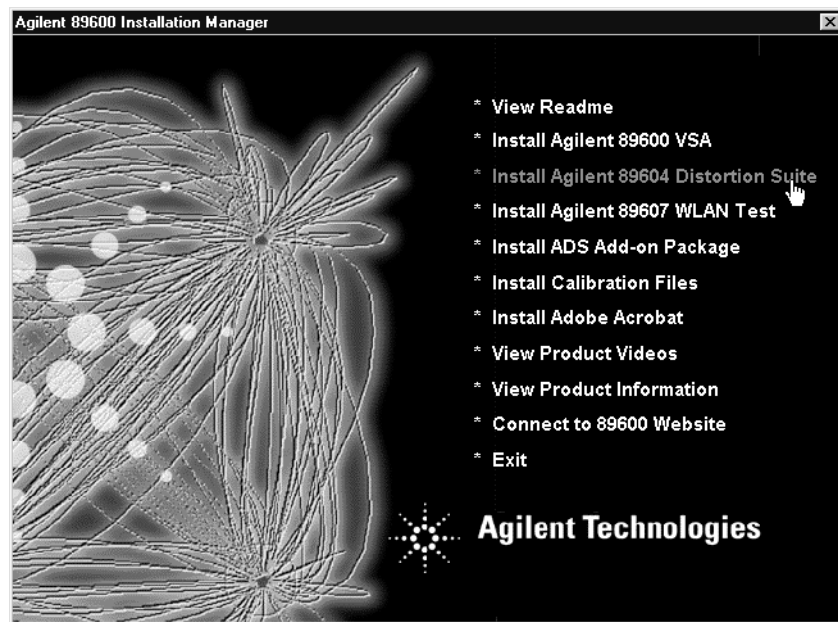 Agilent 89600 Installation Manager
* View Readme
* Install Agilent 89600 VSA
* Install Agilent 89604 Distortion Suite
* Install Agilent 89607 WLAN Test
* Install ADS Add-on Package
* Install Calibration Files
* Install Adobe Acrobat
* View Product Videos
* View Product Information
* Connect to 89600 Website
* Exit
Agilent Technologies